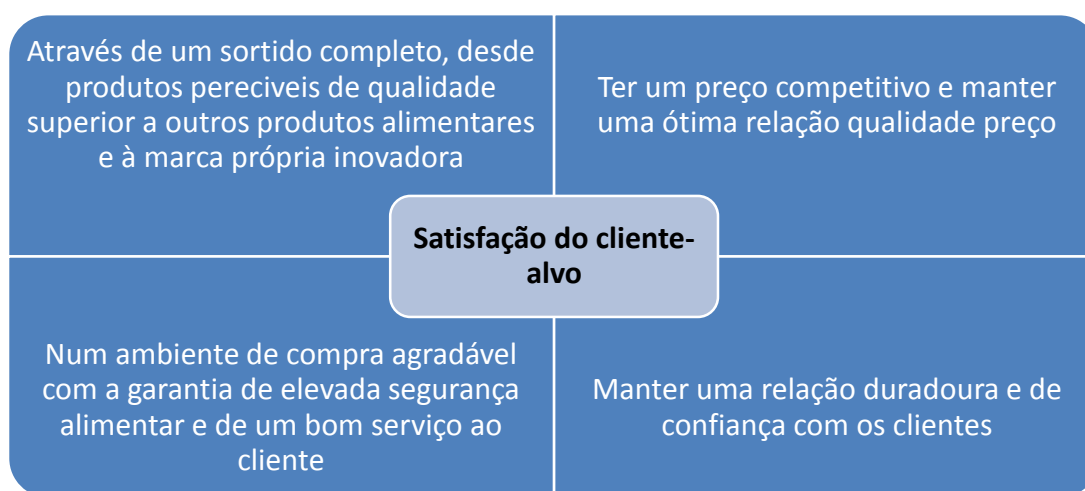 Através de um sortido completo, desde
produtos pereciveis de qualidade
superior a outros produtos alimentares
e à marca própria inovadora
Ter um preço competitivo e manter
uma ótima relação qualidade preço
Satisfação do cliente-
alvo
Num ambiente de compra agradável
com a garantia de elevada segurança
alimentar e de um bom serviço ao
cliente
Manter uma relação duradoura e de
confiança com os clientes